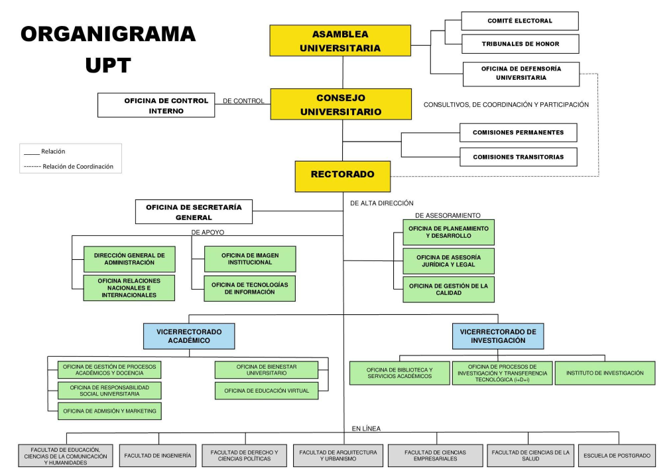 ORGANIGRAMA
UPT
ASAMBLEA
UNIVERSITARIA
COMITÉ ELECTORAL
TRIBUNALES DE HONOR
OFICINA DE DEFENSORÍA
UNIVERSITARIA
OFICINA DE CONTROL
INTERNO
DE CONTROL
CONSEJO
UNIVERSITARIO
CONSULTIVOS, DE COORDINACIÓN Y PARTICIPACIÓN
COMISIONES PERMANENTES
COMISIONES TRANSITORIAS
_____ Relación
------- Relación de Coordinación
RECTORADO
OFICINA DE SECRETARÍA
GENERAL
DE ALTA DIRECCIÓN
DE APOYO
DE ASESORAMIENTO
DIRECCIÓN GENERAL DE
ADMINISTRACIÓN
OFICINA DE IMAGEN
INSTITUCIONAL
OFICINA RELACIONES
NACIONALES E
INTERNACIONALES
OFICINA DE TECNOLOGÍAS
DE INFORMACIÓN
OFICINA DE PLANEAMIENTO
Y DESARROLLO
OFICINA DE ASESORÍA
JURÍDICA Y LEGAL
OFICINA DE GESTIÓN DE LA
CALIDAD
VICERRECTORADO
ACADÉMICO
VICERRECTORADO DE
INVESTIGACIÓN
OFICINA DE GESTIÓN DE PROCESOS
ACADÉMICOS Y DOCENCIA
OFICINA DE RESPONSABILIDAD
SOCIAL UNIVERSITARIA
OFICINA DE ADMISIÓN Y MARKETING
OFICINA DE BIENESTAR
UNIVERSITARIO
OFICINA DE EDUCACIÓN VIRTUAL
OFICINA DE BIBLIOTECA Y
SERVICIOS ACADÉMICOS
OFICINA DE PROCESOS DE
INVESTIGACIÓN Y TRANSFERENCIA
TECNOLÓGICA (I+D+i)
INSTITUTO DE INVESTIGACIÓN
EN LÍNEA
FACULTAD DE EDUCACIÓN,
CIENCIAS DE LA COMUNICACIÓN
Y HUMANIDADES
FACULTAD DE INGENIERÍA
FACULTAD DE DERECHO Y
CIENCIAS POLÍTICAS
FACULTAD DE ARQUITECTURA
Y URBANISMO
FACULTAD DE CIENCIAS
EMPRESARIALES
FACULTAD DE CIENCIAS DE LA
SALUD
ESCUELA DE POSTGRADO